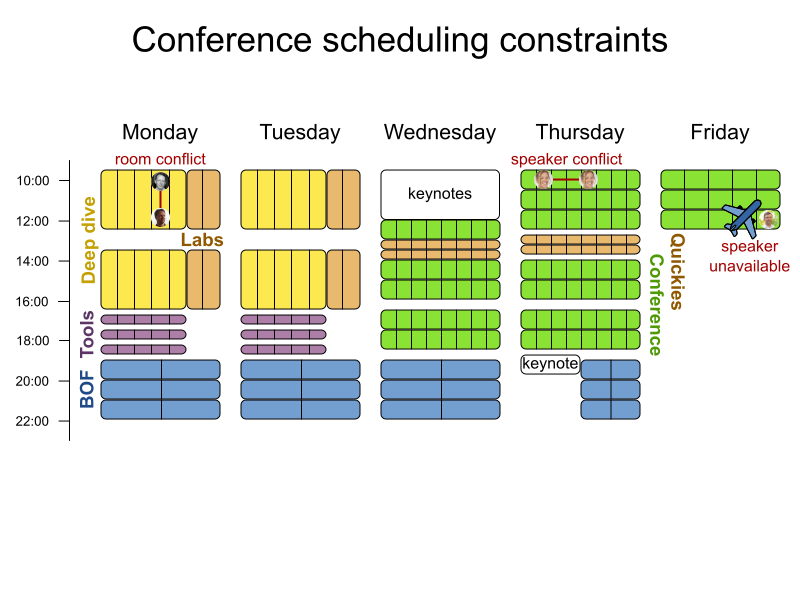 Conference scheduling constraints
Monday
Tuesday
Wednesday
Thursday
Friday
room conflict
speaker conflict
10:00
12:00
14:00
16:00
18:00
20:00
22:00
Deep dive
Labs
Tools
BOF
keynotes
keynote
Quickies
Conference
speaker
unavailable